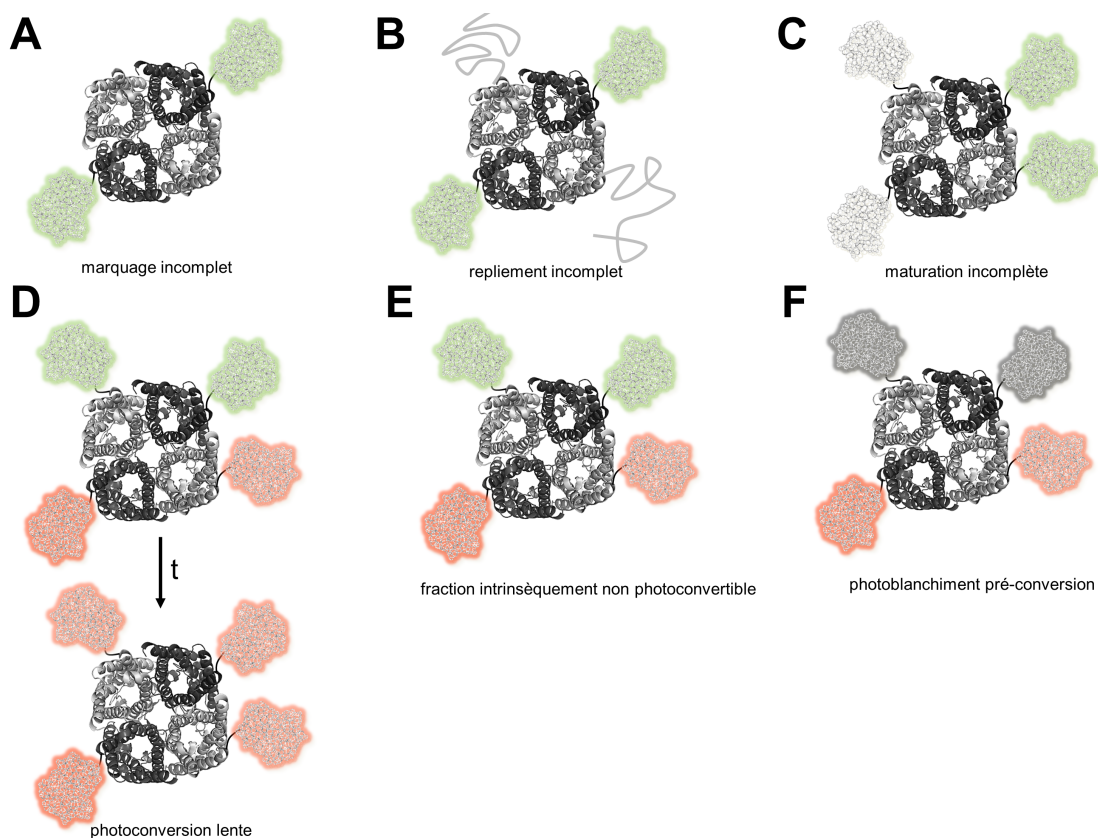 A
B
C
marquage incomplet
repliement incomplet
maturation incomplète
D
E
F
t
fraction intrinsèquement non photoconvertible
photoblanchiment pré-conversion
photoconversion lente